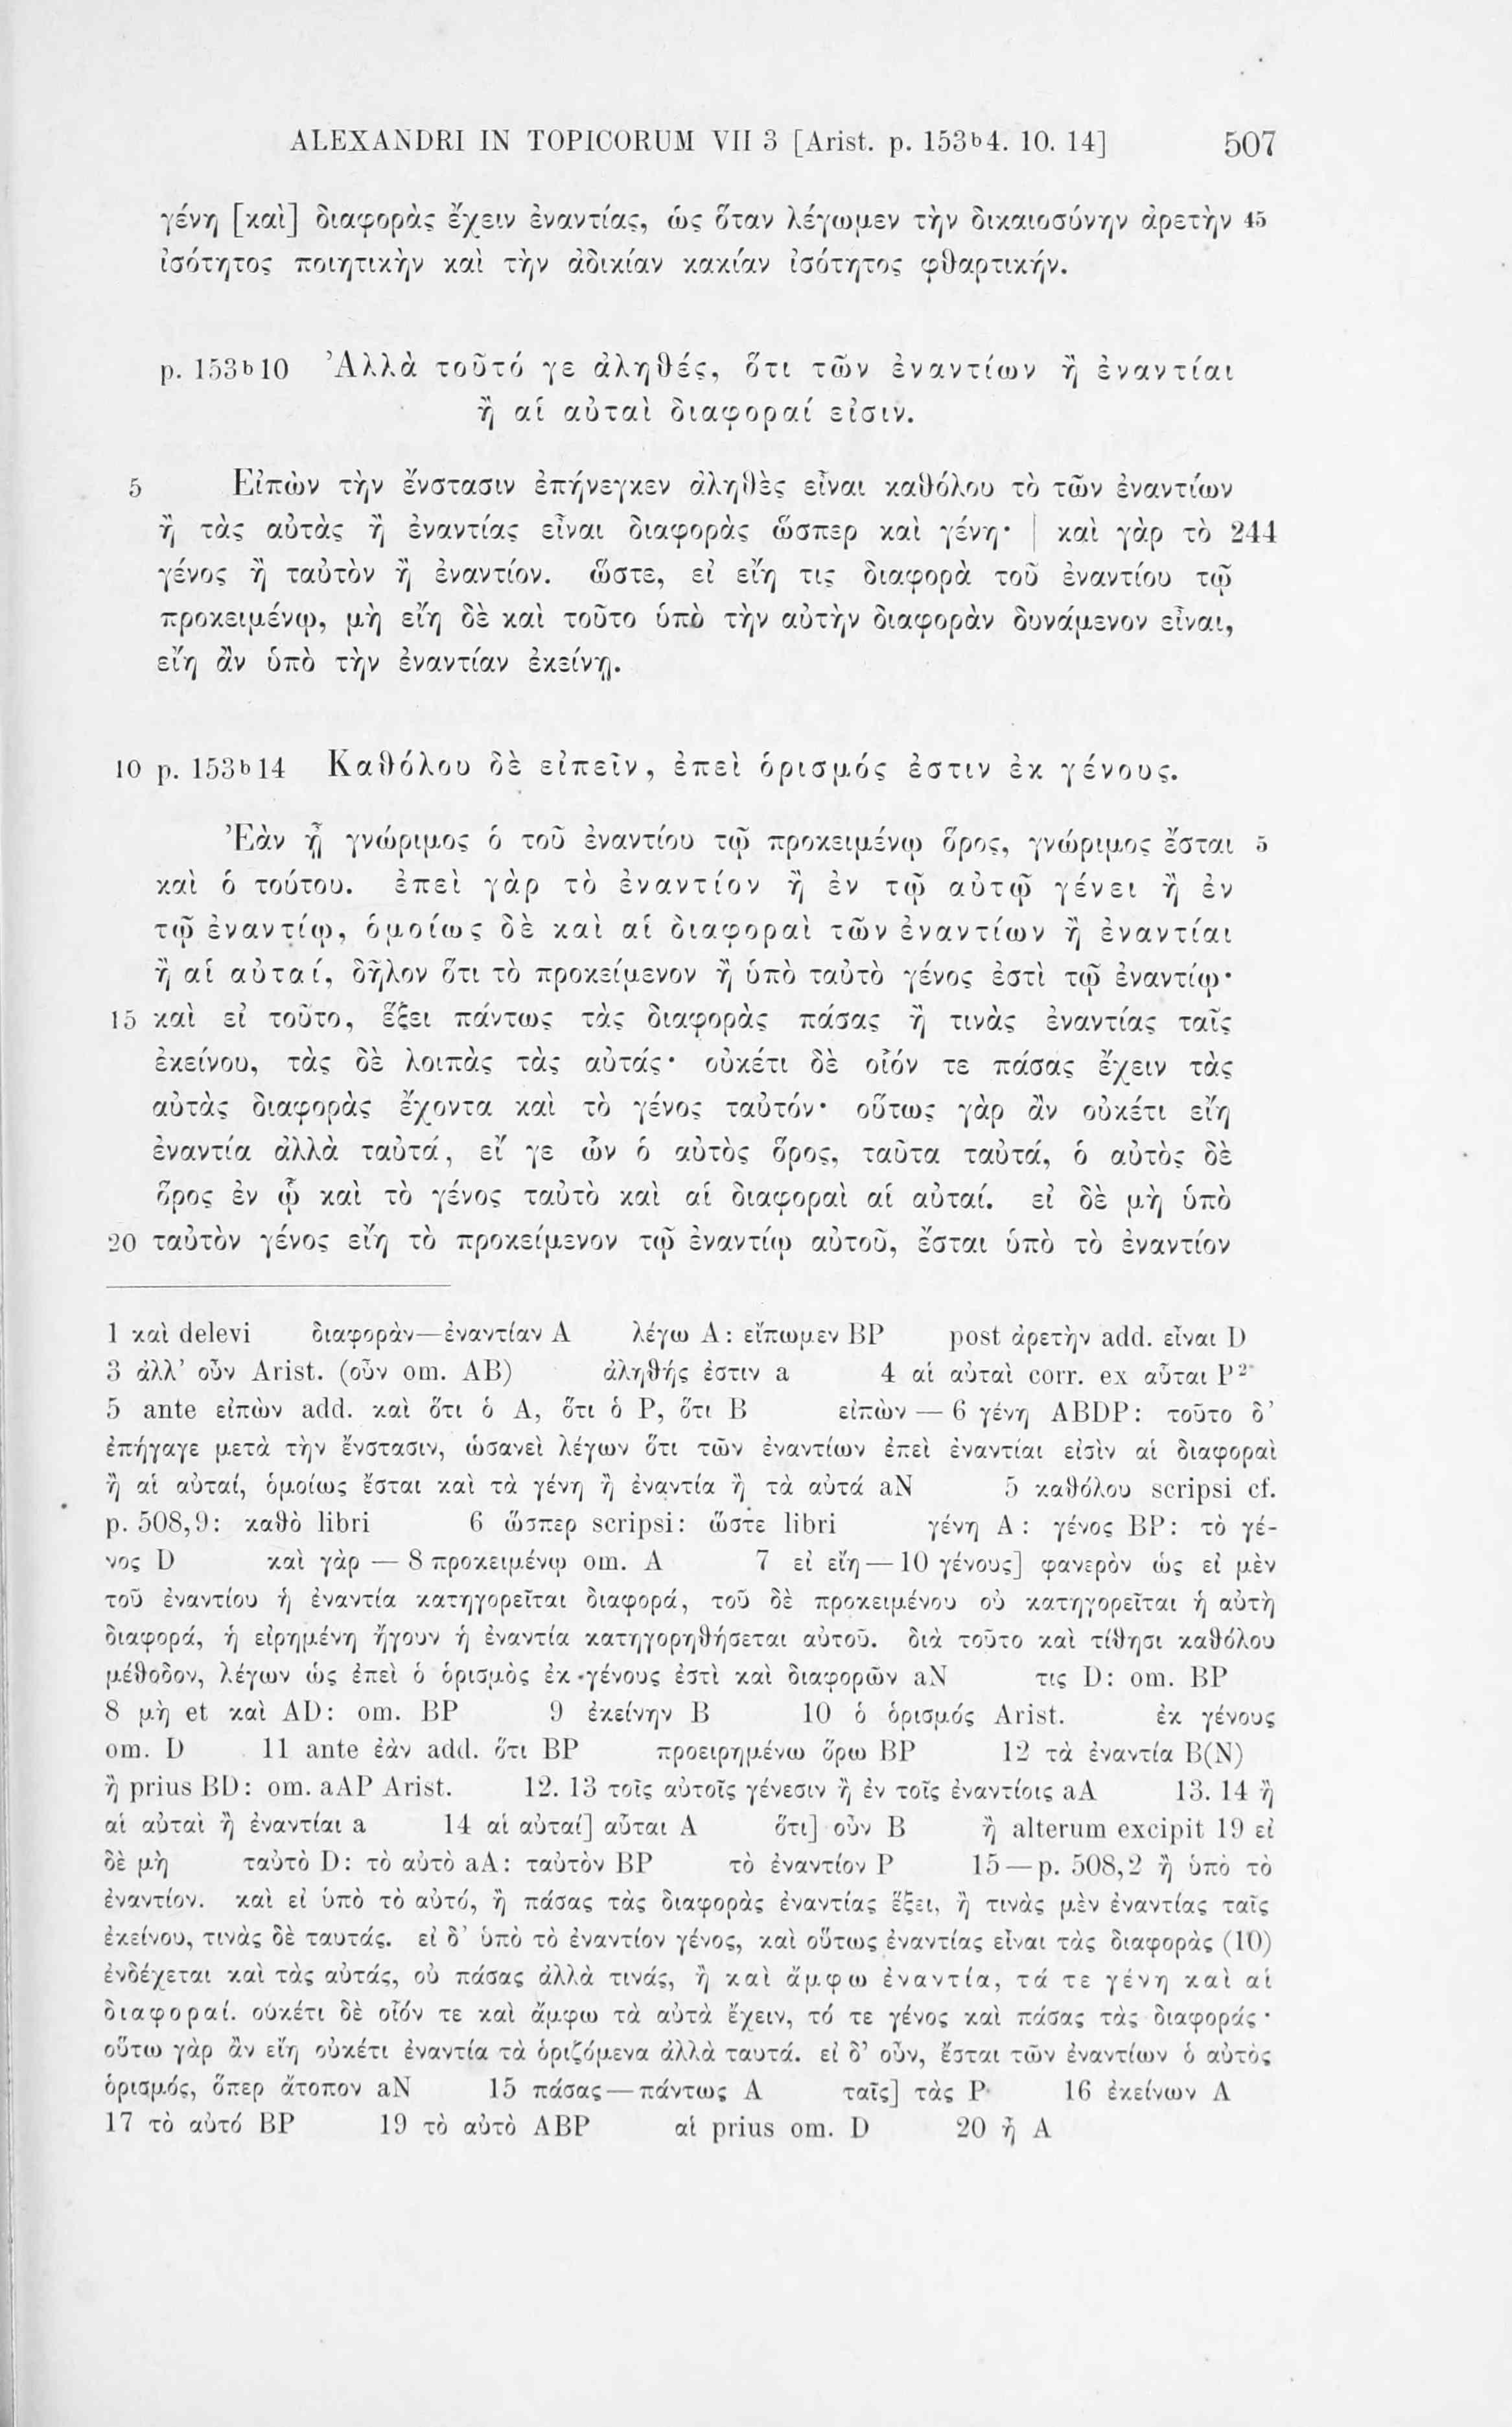 ALEXANDRI IN TOPICORUM VII 3 [Arist. p. 153b4. 10. 14] 507
γένη [καὶ] διαφορὰς ἔχειν ἐναντίας, ὡς ὅταν λέγωμεν τὴν δικαιοσύνην ἀρετὴν 45
ἰσότητος ποιητικὴν καὶ τὴν ἀδικίαν κακίαν ἰσότητος φθαρτικήν.
p. 153b10 Ἀλλὰ τοῦτό γε ἀληθές, ὅτι τῶν ἐναντίων ἢ ἐναντίαι
ἢ αἱ αὐταὶ διαφοραί εἰσιν.
5 Εἰπὼν τὴν ἔνστασιν ἐπήνεγκεν ἀληθὲς εἶναι καθόλου τὸ τῶν ἐναντίων
ἢ τὰς αὐτὰς ἢ ἐναντίας εἶναι διαφορὰς ὥσπερ καὶ γένη· | καὶ γὰρ τὸ 244
γένος ἢ ταὐτὸν ἢ ἐναντίον. ὥστε, εἰ εἴη τις διαφορὰ τοῦ ἐναντίου τῷ
προκειμένῳ, μὴ εἴη δὲ καὶ τοῦτο ὑπὸ τὴν αὐτὴν διαφορὰν δυνάμενον εἶναι,
εἴη ἂν ὑπὸ τὴν ἐναντίαν ἐκείνῃ.
10 p. 153b14 Καθόλου δὲ εἰπεῖν, ἐπεὶ ὁρισμός ἐστιν ἐκ γένους.
Ἐὰν ᾖ γνώριμος ὁ τοῦ ἐναντίου τῷ προκειμένῳ ὅρος, γνώριμος ἔσται 5
καὶ ὁ τούτου. ἐπεὶ γὰρ τὸ ἐναντίον ἢ ἐν τῷ αὐτῷ γένει ἢ ἐν
τῷ ἐναντίῳ, ὁμοίως δὲ καὶ αἱ διαφοραὶ τῶν ἐναντίων ἢ ἐναντίαι
ἢ αἱ αὐταί, δῆλον ὅτι τὸ προκείμενον ἢ ὑπὸ ταὐτὸ γένος ἐστὶ τῷ ἐναντίῳ·
15 καὶ εἰ τοῦτο, ἕξει πάντως τὰς διαφορὰς πάσας ἢ τινὰς ἐναντίας ταῖς
ἐκείνου, τὰς δὲ λοιπὰς τὰς αὐτάς· οὐκέτι δὲ οἷόν τε πάσας ἔχειν τὰς
αὐτὰς διαφορὰς ἔχοντα καὶ τὸ γένος ταὐτόν· οὕτως γὰρ ἂν οὐκέτι εἴη
ἐναντία ἀλλὰ ταὐτά, εἴ γε ὧν ὁ αὐτὸς ὅρος, ταῦτα ταὐτά, ὁ αὐτὸς δὲ
ὅρος ἐν ᾧ καὶ τὸ γένος ταὐτὸ καὶ αἱ διαφοραὶ αἱ αὐταί. εἰ δὲ μὴ ὑπὸ
20 ταὐτὸν γένος εἴη τὸ προκείμενον τῷ ἐναντίῳ αὐτοῦ, ἔσται ὑπὸ τὸ ἐναντίον
1 καὶ delevi διαφορὰν—ἐναντίαν A λέγω A: εἴπωμεν BP post ἀρετὴν add. εἶναι D
3 ἀλλ' οὖν Arist. (οὖν om. AB) ἀληθής ἐστιν a 4 αἱ αὐταὶ corr. ex αὗται P²
5 ante εἰπὼν add. καὶ ὅτι ὁ A, ὅτι ὁ P, ὅτι B εἰπὼν — 6 γένη ABDP: τοῦτο δ'
ἐπήγαγε μετὰ τὴν ἔνστασιν, ὡσανεὶ λέγων ὅτι τῶν ἐναντίων ἐπεὶ ἐναντίαι εἰσὶν αἱ διαφοραὶ
ἢ αἱ αὐταί, ὁμοίως ἔσται καὶ τὰ γένη ἢ ἐναντία ἢ τὰ αὐτά aN 5 καθόλου scripsi cf.
p. 508,9: καθὸ libri 6 ὥσπερ scripsi: ὥστε libri γένη A: γένος BP: τὸ γέ-
νος D καὶ γὰρ — 8 προκειμένῳ om. A 7 εἰ εἴη — 10 γένους] φανερὸν ὡς εἰ μὲν
τοῦ ἐναντίου ἡ ἐναντία κατηγορεῖται διαφορά, τοῦ δὲ προκειμένου οὐ κατηγορεῖται ἡ αὐτὴ
διαφορά, ἡ εἰρημένη ἤγουν ἡ ἐναντία κατηγορηθήσεται αὐτοῦ. διὰ τοῦτο καὶ τίθησι καθόλου
μέθοδον, λέγων ὡς ἐπεὶ ὁ ὁρισμὸς ἐκ γένους ἐστὶ καὶ διαφορῶν aN τις D: om. BP
8 μὴ et καὶ AD: om. BP 9 ἐκείνην B 10 ὁ ὁρισμός Arist. ἐκ γένους
om. D 11 ante ἐὰν add. ὅτι BP προειρημένω ὅρω BP 12 τὰ ἐναντία B(N)
ἢ prius BD: om. aAP Arist. 12. 13 τοῖς αὐτοῖς γένεσιν ἢ ἐν τοῖς ἐναντίοις aA 13. 14 ἢ
αἱ αὐταὶ ἢ ἐναντίαι a 14 αἱ αὐταί] αὗται A ὅτι] οὖν B ἢ alterum excipit 19 εἰ
δὲ μὴ ταὐτὸ D: τὸ αὐτὸ aA: ταὐτὸν BP τὸ ἐναντίον P 15 — p. 508,2 ἢ ὑπὸ τὸ
ἐναντίον. καὶ εἰ ὑπὸ τὸ αὐτό, ἢ πάσας τὰς διαφορὰς ἐναντίας ἕξει, ἢ τινὰς μὲν ἐναντίας ταῖς
ἐκείνου, τινὰς δὲ ταυτάς. εἰ δ' ὑπὸ τὸ ἐναντίον γένος, καὶ οὕτως ἐναντίας εἶναι τὰς διαφορὰς (10)
ἐνδέχεται καὶ τὰς αὐτάς, οὐ πάσας ἀλλὰ τινάς, ἢ καὶ ἄμφω ἐναντία, τά τε γένη καὶ αἱ
διαφοραί. οὐκέτι δὲ οἷόν τε καὶ ἄμφω τὰ αὐτὰ ἔχειν, τό τε γένος καὶ πάσας τὰς διαφοράς·
οὕτω γὰρ ἂν εἴη οὐκέτι ἐναντία τὰ ὁριζόμενα ἀλλὰ ταυτά. εἰ δ' οὖν, ἔσται τῶν ἐναντίων ὁ αὐτὸς
ὁρισμός, ὅπερ ἄτοπον aN 15 πάσας—πάντως A ταῖς] τὰς P 16 ἐκείνων A
17 τὸ αὐτό BP 19 τὸ αὐτὸ ABP αἱ prius om. D 20 ᾖ A